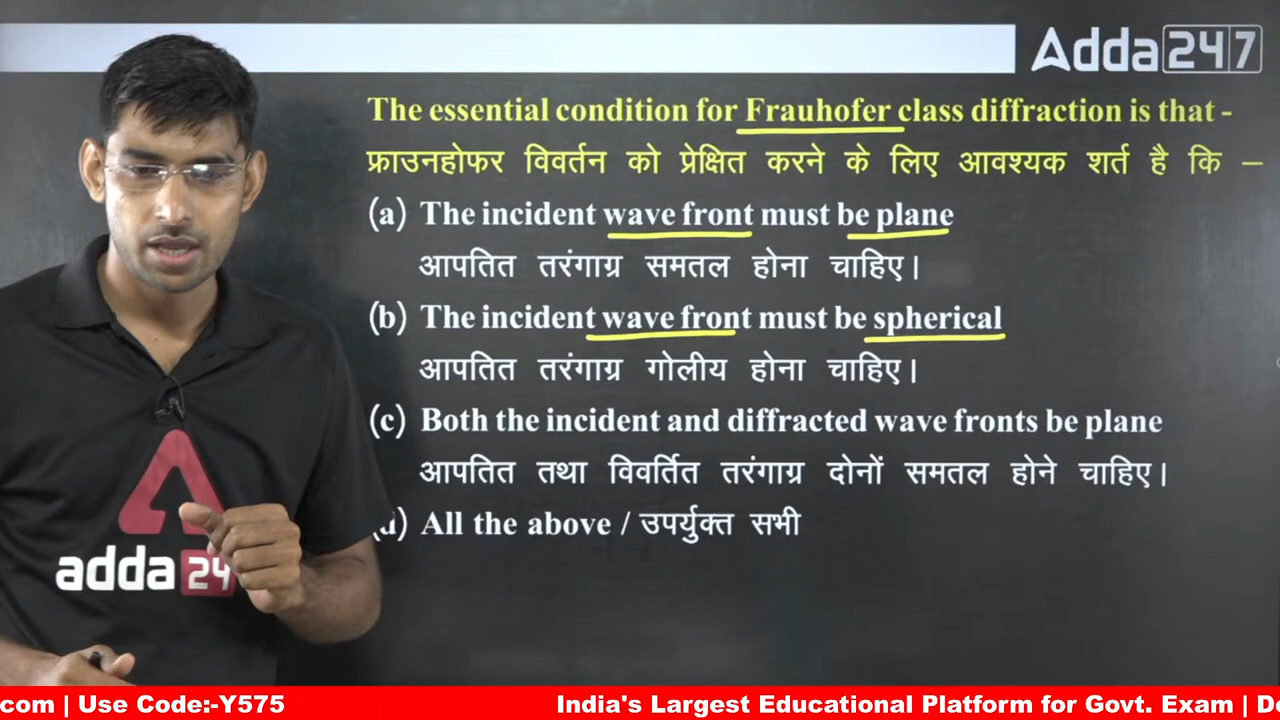 Adda247
The essential condition for Frauhofer class diffraction is that -
फ्राउनहोफर विवर्तन को प्रेक्षित करने के लिए आवश्यक शर्त है कि –
(a) The incident wave front must be plane
आपतित तरंगाग्र समतल होना चाहिए।
(b) The incident wave front must be spherical
आपतित तरंगाग्र गोलीय होना चाहिए।
(c) Both the incident and diffracted wave fronts be plane
आपतित तथा विवर्तित तरंगाग्र दोनों समतल होने चाहिए।
(d) All the above / उपर्युक्त सभी
adda 24
com | Use Code:-Y575 India's Largest Educational Platform for Govt. Exam |